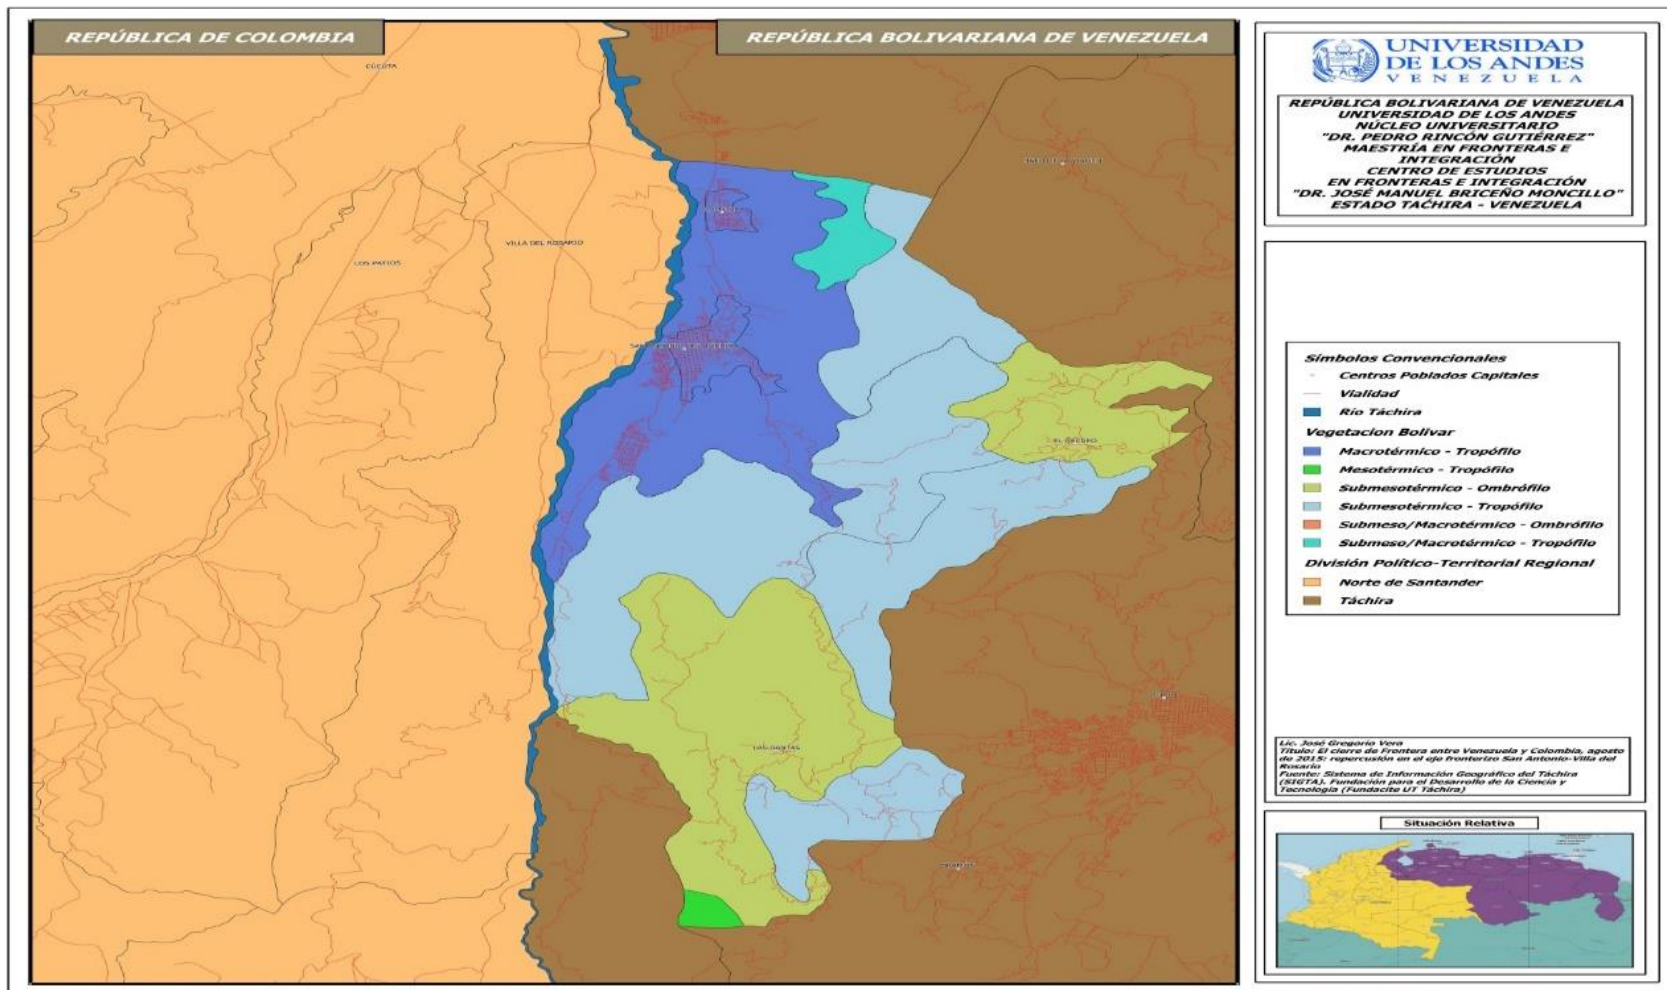 REPÚBLICA DE COLOMBIA
REPÚBLICA BOLIVARIANA DE VENEZUELA
CÚCUTA
VILLA DEL ROSARIO
LOS PATIOS
UNIVERSIDAD
DE LOS ANDES
VENEZUELA
REPÚBLICA BOLIVARIANA DE VENEZUELA
UNIVERSIDAD DE LOS ANDES
NÚCLEO UNIVERSITARIO
"DR. PEDRO RINCÓN GUTIÉRREZ"
MAESTRÍA EN FRONTERAS E
INTEGRACIÓN
CENTRO DE ESTUDIOS
EN FRONTERAS E INTEGRACIÓN
"DR. JOSÉ MANUEL BRICEÑO MONCILLO"
ESTADO TÁCHIRA - VENEZUELA
Símbolos Convencionales
Centros Poblados Capitales
Vialidad
Río Táchira
Vegetacion Bolivar
Macrotérmico - Tropófilo
Mesotérmico - Tropófilo
Submesotérmico - Ombrófilo
Submesotérmico - Tropófilo
Submeso/Macrotérmico - Ombrófilo
Submeso/Macrotérmico - Tropófilo
División Político-Territorial Regional
Norte de Santander
Táchira
Lic. José Gregorio Vera
Título: El cierre de Frontera entre Venezuela y Colombia, agosto
de 2015: repercusión en el eje fronterizo San Antonio-Villa del
Rosario
Fuente: Sistema de Información Geográfico del Táchira
(SIGTA). Fundación para el Desarrollo de la Ciencia y
Tecnología (Fundacite UT Táchira)
Situación Relativa